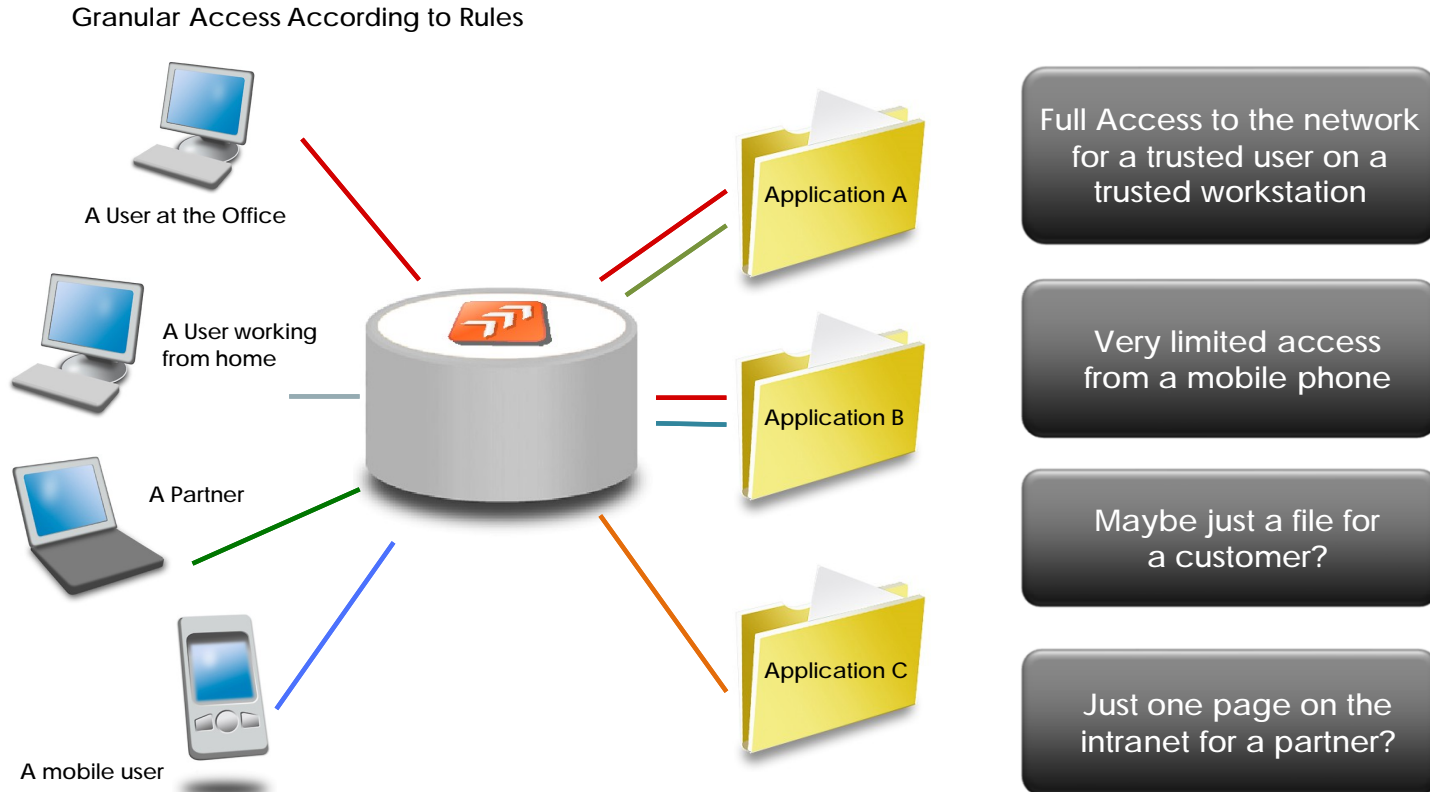 Granular Access According to Rules
A User at the Office
A User working
from home
A Partner
A mobile user
Application A
Application B
Application C
Full Access to the network
for a trusted user on a
trusted workstation
Very limited access
from a mobile phone
Maybe just a file for
a customer?
Just one page on the
intranet for a partner?